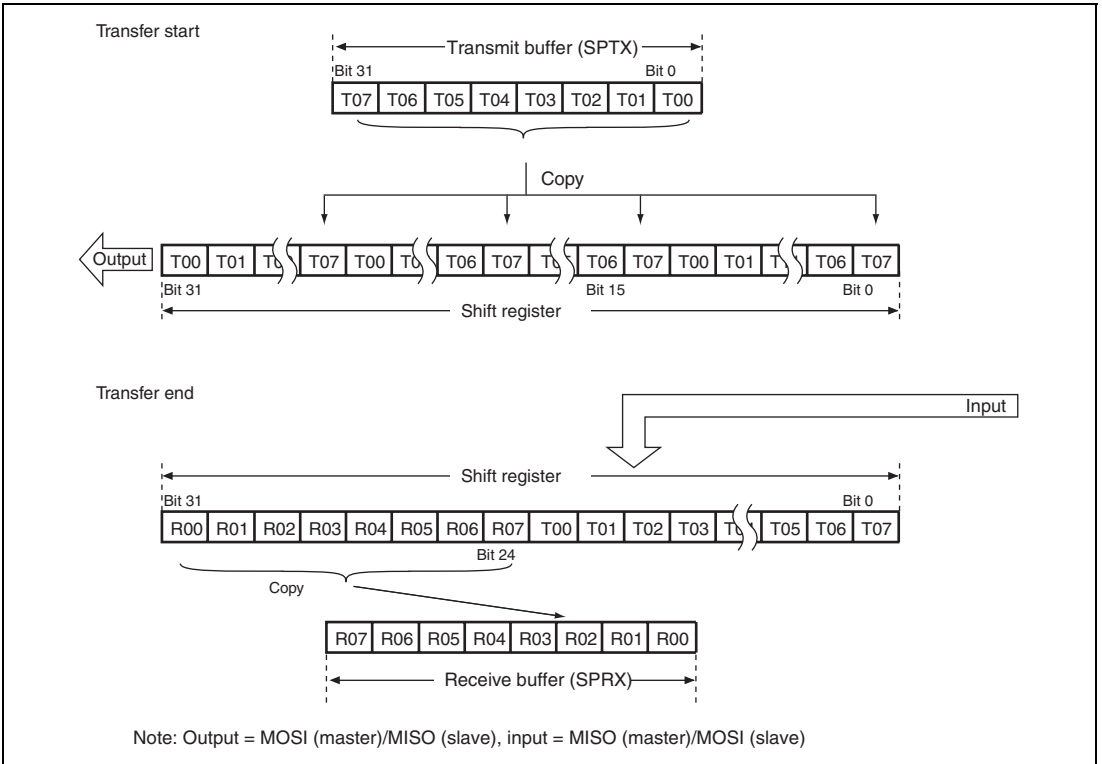 Transfer start
Transmit buffer (SPTX)
Bit 31 Bit 0
T07 T06 T05 T04 T03 T02 T01 T00
Copy
Output T00 T01 T07 T00 T06 T07 T06 T07 T00 T01 T06 T07
Bit 31 Bit 15 Bit 0
Shift register
Transfer end
Input
Shift register
Bit 31 Bit 0
R00 R01 R02 R03 R04 R05 R06 R07 T00 T01 T02 T03 T05 T06 T07
Bit 24
Copy
R07 R06 R05 R04 R03 R02 R01 R00
Receive buffer (SPRX)
Note: Output = MOSI (master)/MISO (slave), input = MISO (master)/MOSI (slave)